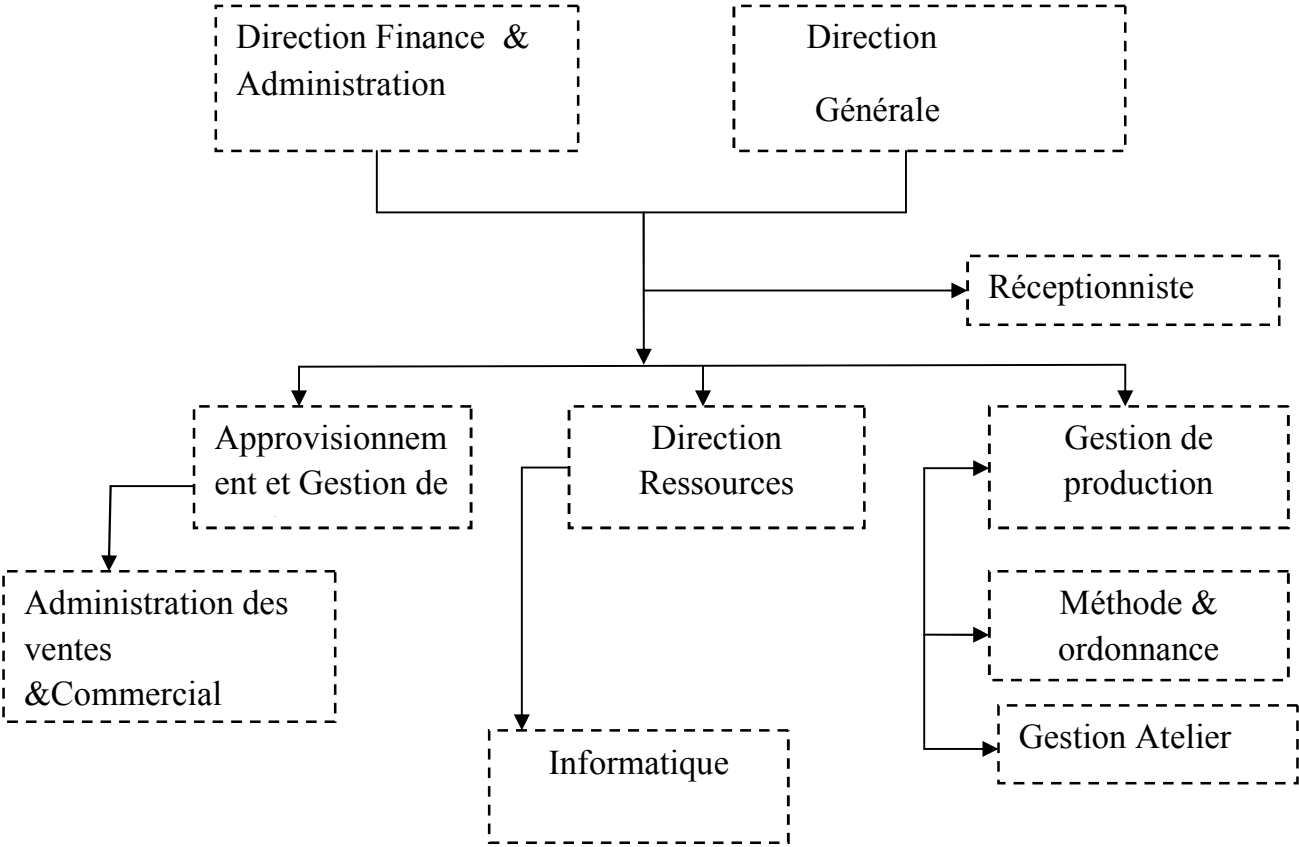 Direction Finance &
Administration
Direction
Générale
Réceptionniste
Approvisionnem
ent et Gestion de
Direction
Ressources
Gestion de
production
Administration des
ventes
&Commercial
Méthode &
ordonnance
Gestion Atelier
Informatique